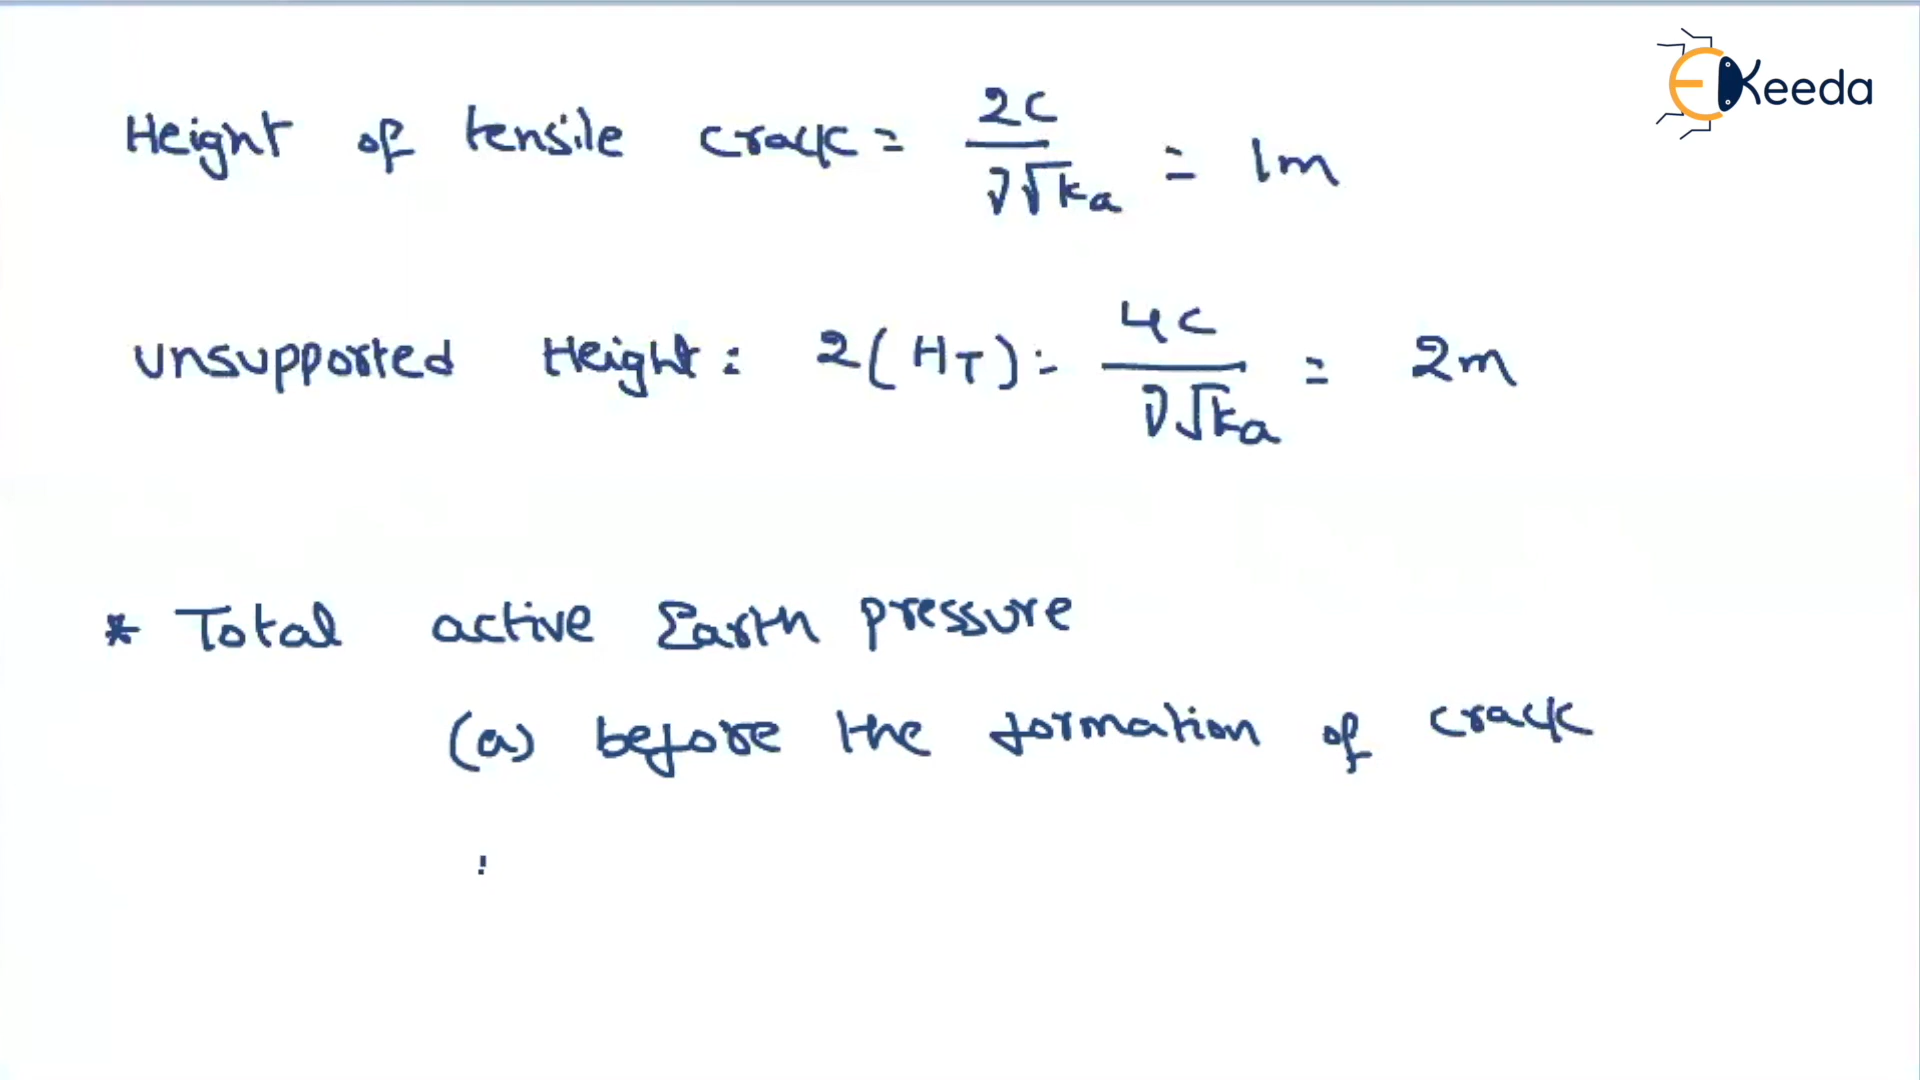 EKeeda
Height of tensile crack = 2C / γ√ka = 1m
unsupported Height = 2(HT) = 4C / γ√ka = 2m
* Total active Earth pressure
(a) before the formation of crack